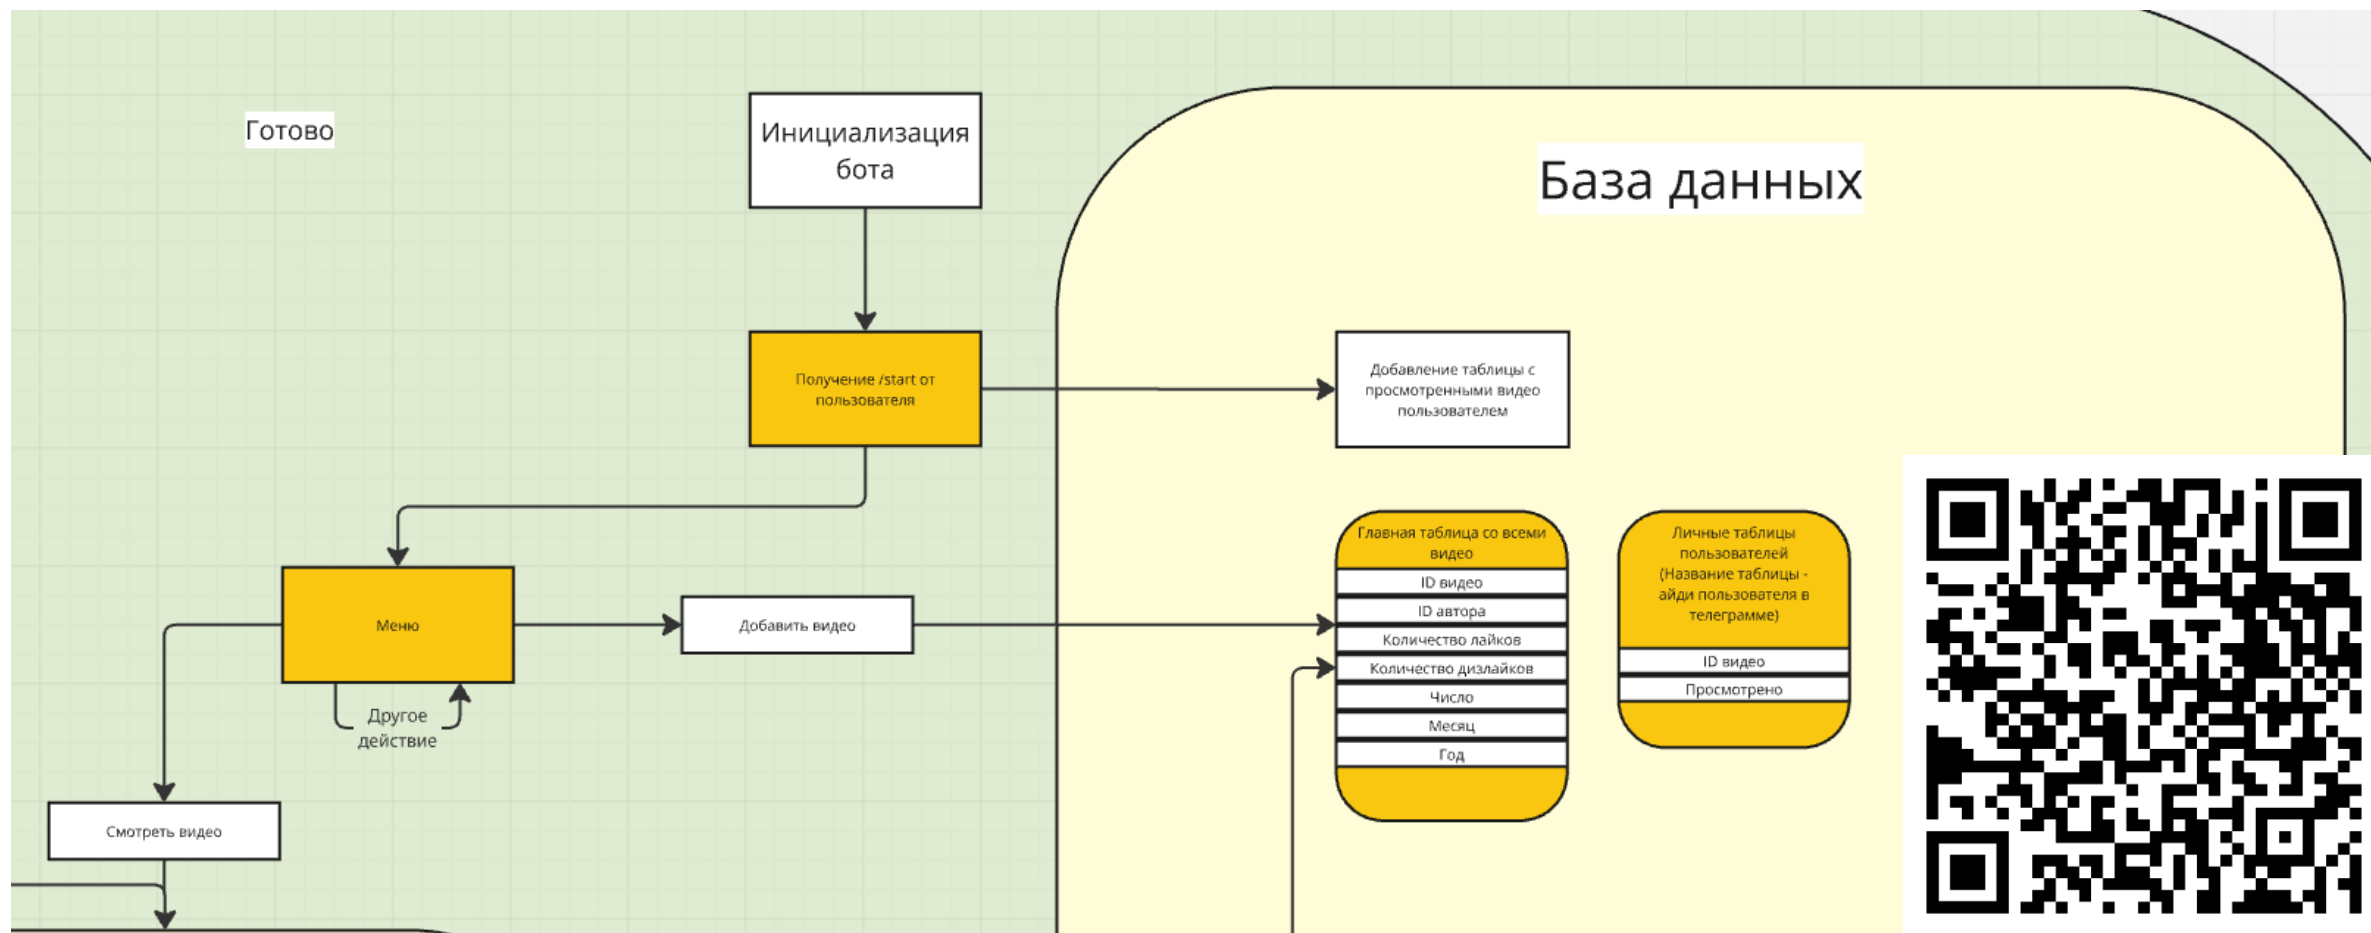 Готово
Инициализация
бота
База данных
Получение /start от
пользователя
Добавление таблицы с
просмотренными видео
пользователем
Меню
Добавить видео
Другое
действие
Смотреть видео
Главная таблица со всеми
видео
ID видео
ID автора
Количество лайков
Количество дизлайков
Число
Месяц
Год
Личные таблицы
пользователей
(Название таблицы -
айди пользователя в
телеграмме)
ID видео
Просмотрено